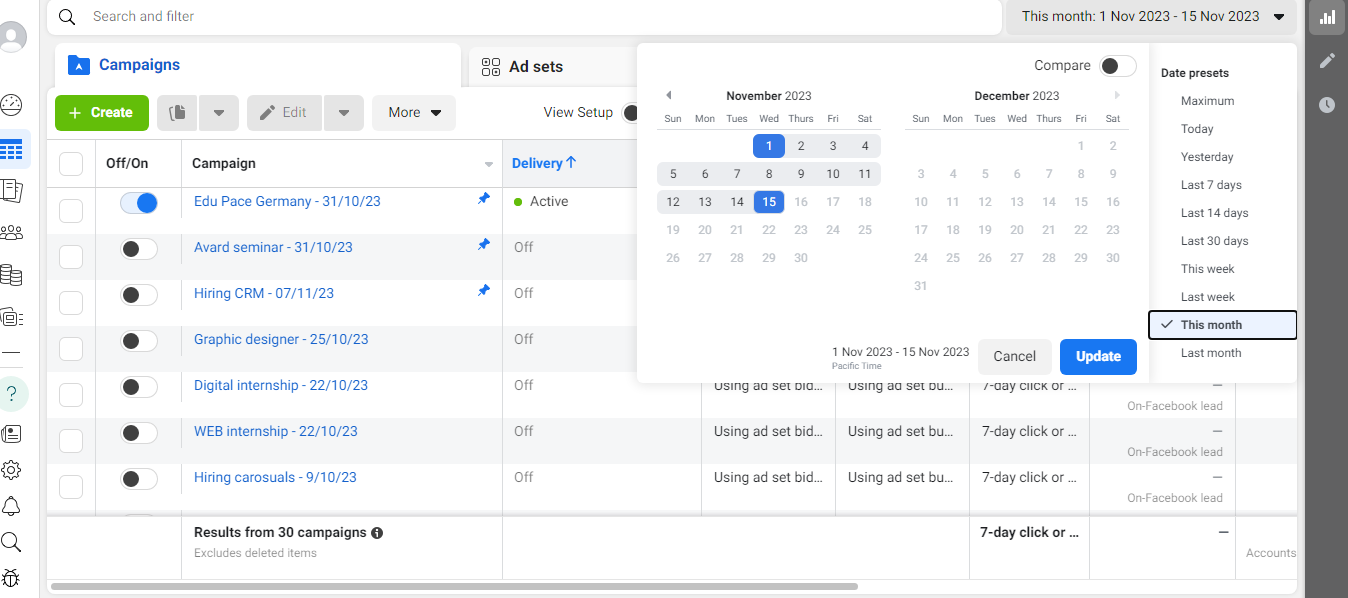 Search and filter
This month: 1 Nov 2023 - 15 Nov 2023
Campaigns
Ad sets
Create
Edit
More
View Setup
Compare
November 2023
Sun Mon Tues Wed Thurs Fri Sat
1 2 3 4
5 6 7 8 9 10 11
12 13 14 15 16 17 18
19 20 21 22 23 24 25
26 27 28 29 30
December 2023
Sun Mon Tues Wed Thurs Fri Sat
1 2
3 4 5 6 7 8 9
10 11 12 13 14 15 16
17 18 19 20 21 22 23
24 25 26 27 28 29 30
31
1 Nov 2023 - 15 Nov 2023
Pacific Time
Cancel
Update
Date presets
Maximum
Today
Yesterday
Last 7 days
Last 14 days
Last 30 days
This week
Last week
This month
Last month
Off/On Campaign Delivery
Edu Pace Germany - 31/10/23 Active
Avard seminar - 31/10/23 Off
Hiring CRM - 07/11/23 Off
Graphic designer - 25/10/23 Off
Digital internship - 22/10/23 Off Using ad set bid... Using ad set bu... 7-day click or ... —
On-Facebook lead
WEB internship - 22/10/23 Off Using ad set bid... Using ad set bu... 7-day click or ... —
On-Facebook lead
Hiring carosuals - 9/10/23 Off Using ad set bid... Using ad set bu... 7-day click or ... —
On-Facebook lead
Results from 30 campaigns 7-day click or ... —
Excludes deleted items Accounts
?